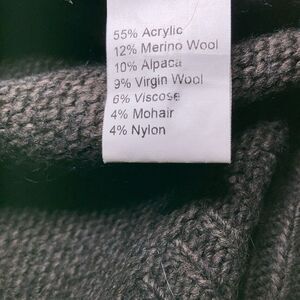 55% Acrylic
12% Merino Wool
10% Alpaca
9% Virgin Wool
6% Viscose
4% Mohair
4% Nylon